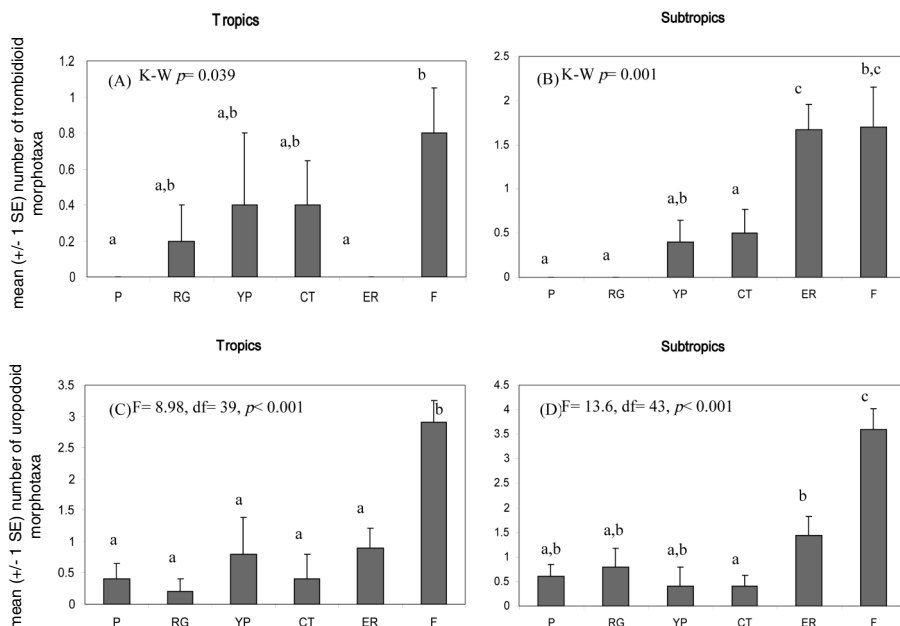 Tropics
Subtropics
mean (+/- 1 SE) number of trombidioid
morphotaxa
(A) K-W p= 0.039
1.2
1
0.8
0.6
0.4
0.2
0
a
a,b
a,b
a,b
a
b
P RG YP CT ER F
(B) K-W p= 0.001
2.5
2
1.5
1
0.5
0
a
a
a,b
a
c
b,c
P RG YP CT ER F
Tropics
Subtropics
mean (+/- 1 SE) number of uropodoid
morphotaxa
(C) F= 8.98, df= 39, p< 0.001
3.5
3
2.5
2
1.5
1
0.5
0
a
a
a
a
a
b
P RG YP CT ER F
(D) F= 13.6, df= 43, p< 0.001
4.5
4
3.5
3
2.5
2
1.5
1
0.5
0
a,b
a,b
a,b
a
b
c
P RG YP CT ER F